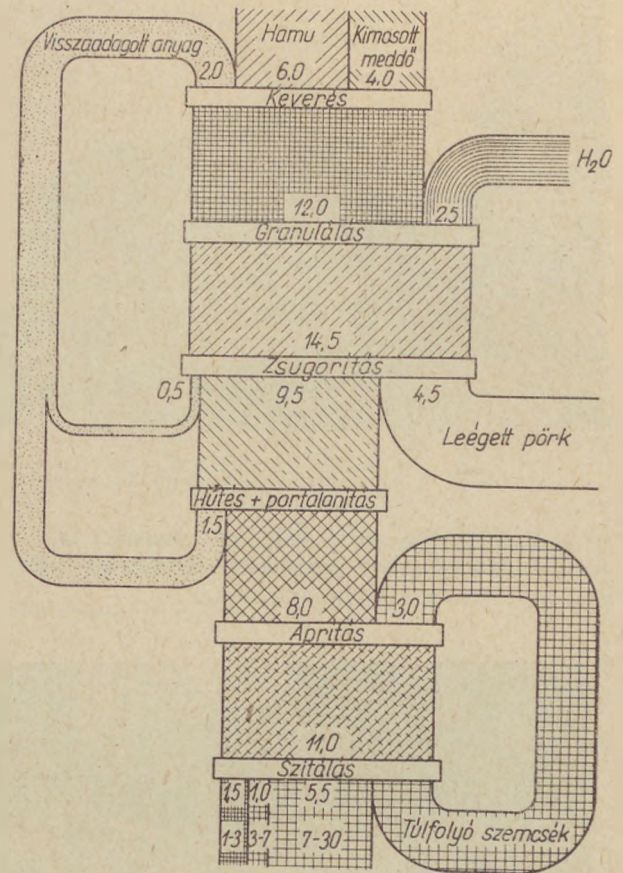 Visszaadagolt anyag
Hamu
Kimosott
meddő
2,0
6,0
4,0
Keverés
H₂O
12,0
2,5
Granulálás
14,5
Zsugorítás
0,5
9,5
4,5
Leégett pörk
Hűtés + portalanítás
1,5
8,0
3,0
Aprítás
11,0
Szitálás
1,5
1,0
5,5
1-3
3-7
7-30
Túlfolyó szemcsék